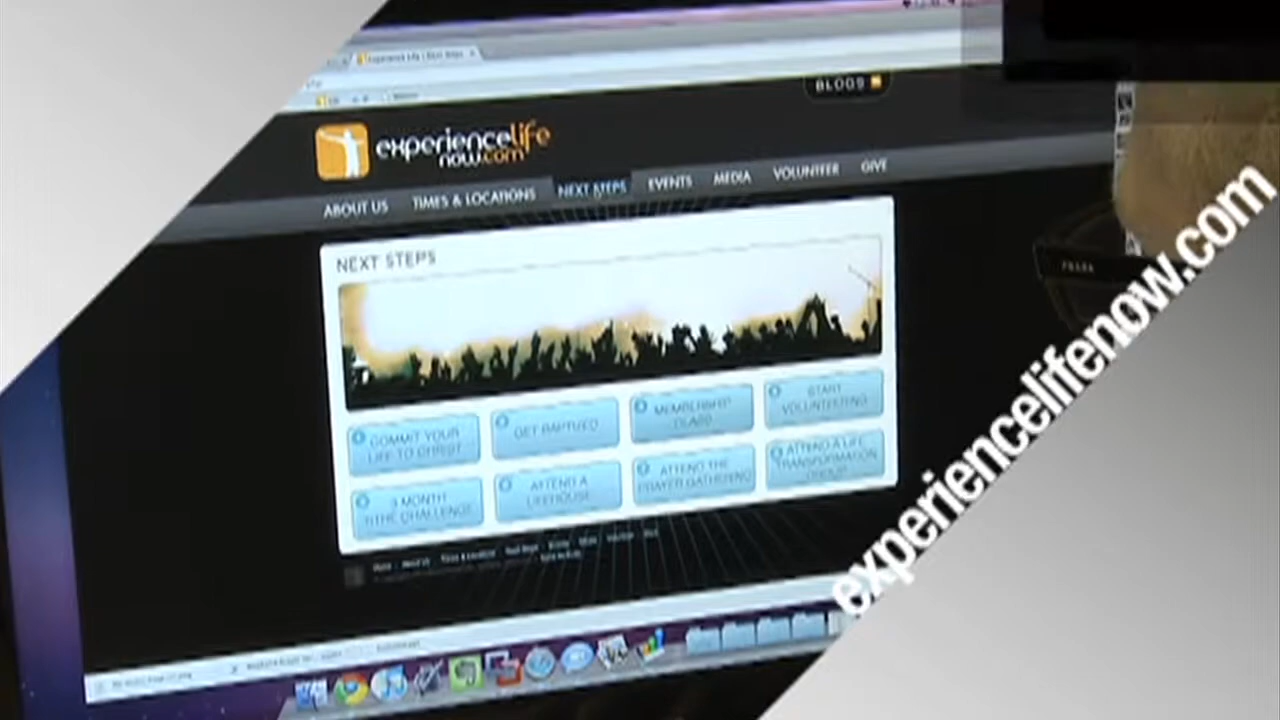 BLOGS
experiencelife
now.com
ABOUT US
TIMES & LOCATIONS
NEXT STEPS
EVENTS
MEDIA
VOLUNTEER
GIVE
NEXT STEPS
COMMIT YOUR
LIFE TO CHRIST
GET BAPTIZED
MEMBERSHIP
CLASS
START
VOLUNTEERING
3 MONTH
TITHE CHALLENGE
ATTEND A
LIFEHOUSE
ATTEND THE
PRAYER GATHERING
ATTEND A LIFE
TRANSFORMATION
GROUP
experiencelifenow.com